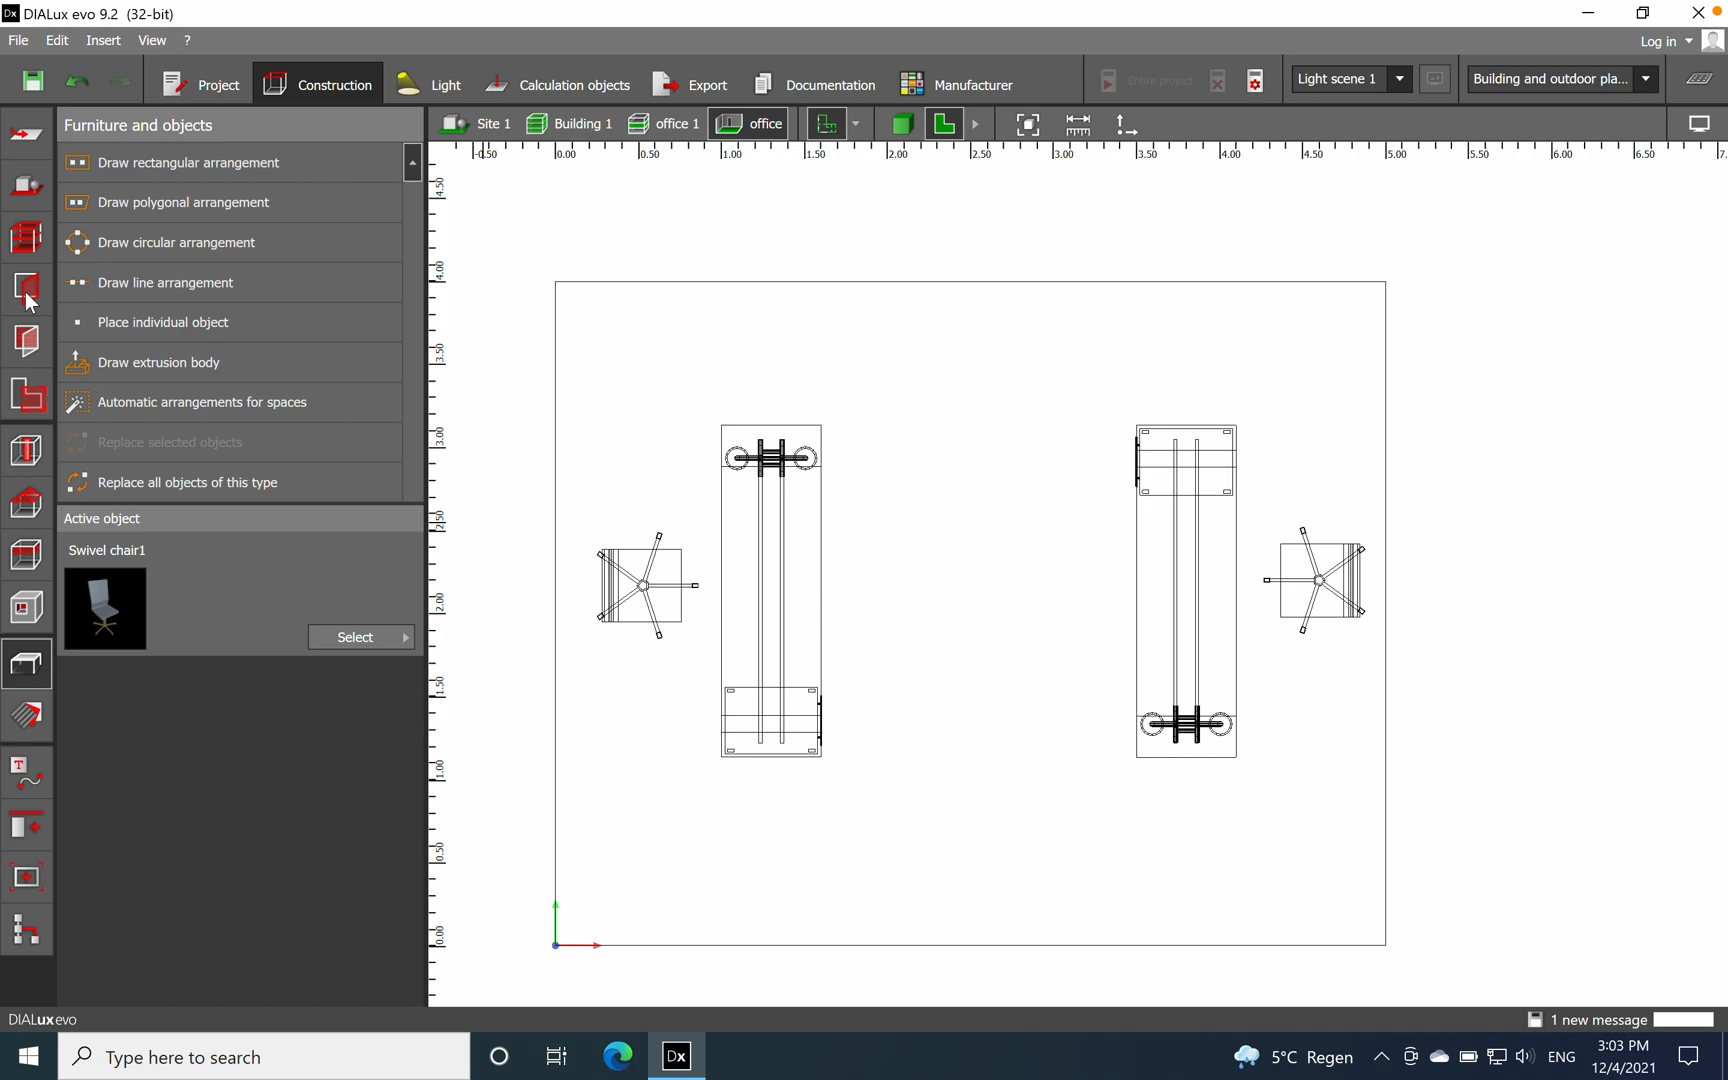 Dx DIALux evo 9.2 (32-bit)
File Edit Insert View ? Log in
Project Construction Light Calculation objects Export Documentation Manufacturer Entire project Light scene 1 Building and outdoor pla...
Furniture and objects
Site 1 Building 1 office 1 office
-0.50 0.00 0.50 1.00 1.50 2.00 2.50 3.00 3.50 4.00 4.50 5.00 5.50 6.00 6.50 7.
Draw rectangular arrangement
Draw polygonal arrangement
Draw circular arrangement
Draw line arrangement
Place individual object
Draw extrusion body
Automatic arrangements for spaces
Replace selected objects
Replace all objects of this type
Active object
Swivel chair1
Select
T
4.50
4.00
3.50
3.00
2.50
2.00
1.50
1.00
0.50
0.00
DIALux evo
1 new message
Type here to search
Dx
5°C Regen
ENG
3:03 PM
12/4/2021